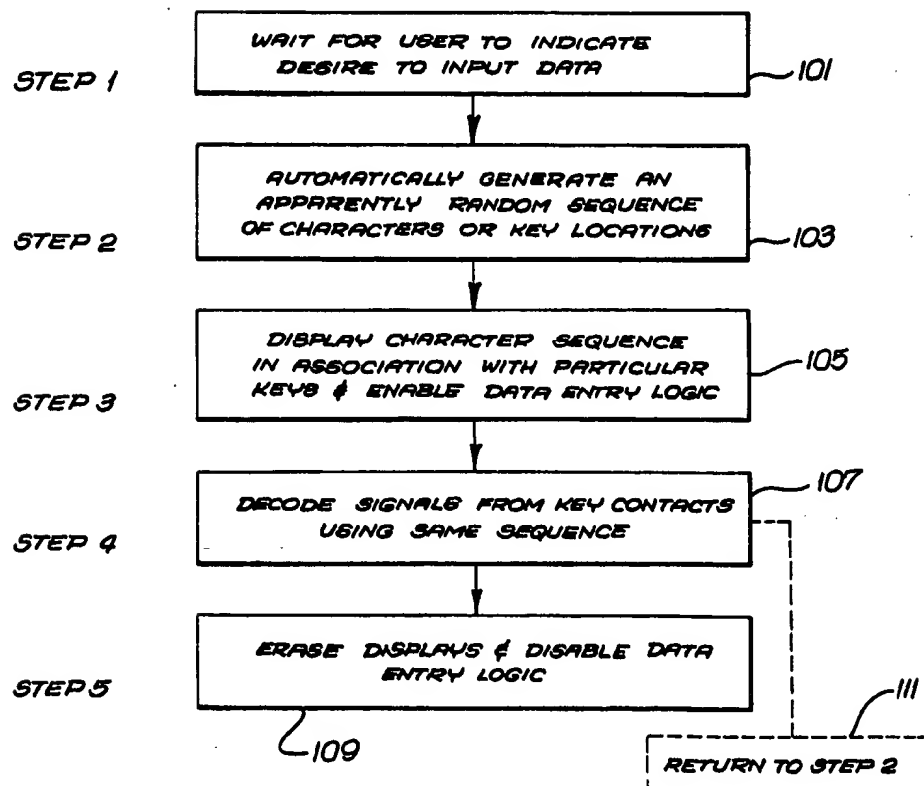 WAIT FOR USER TO INDICATE
DESIRE TO INPUT DATA
STEP 1
101
AUTOMATICALLY GENERATE AN
APPARENTLY RANDOM SEQUENCE
OF CHARACTERS OR KEY LOCATIONS
STEP 2
103
DISPLAY CHARACTER SEQUENCE
IN ASSOCIATION WITH PARTICULAR
KEYS & ENABLE DATA ENTRY LOGIC
STEP 3
105
DECODE SIGNALS FROM KEY CONTACTS
USING SAME SEQUENCE
STEP 4
107
ERASE DISPLAYS & DISABLE DATA
ENTRY LOGIC
STEP 5
109
111
RETURN TO STEP 2